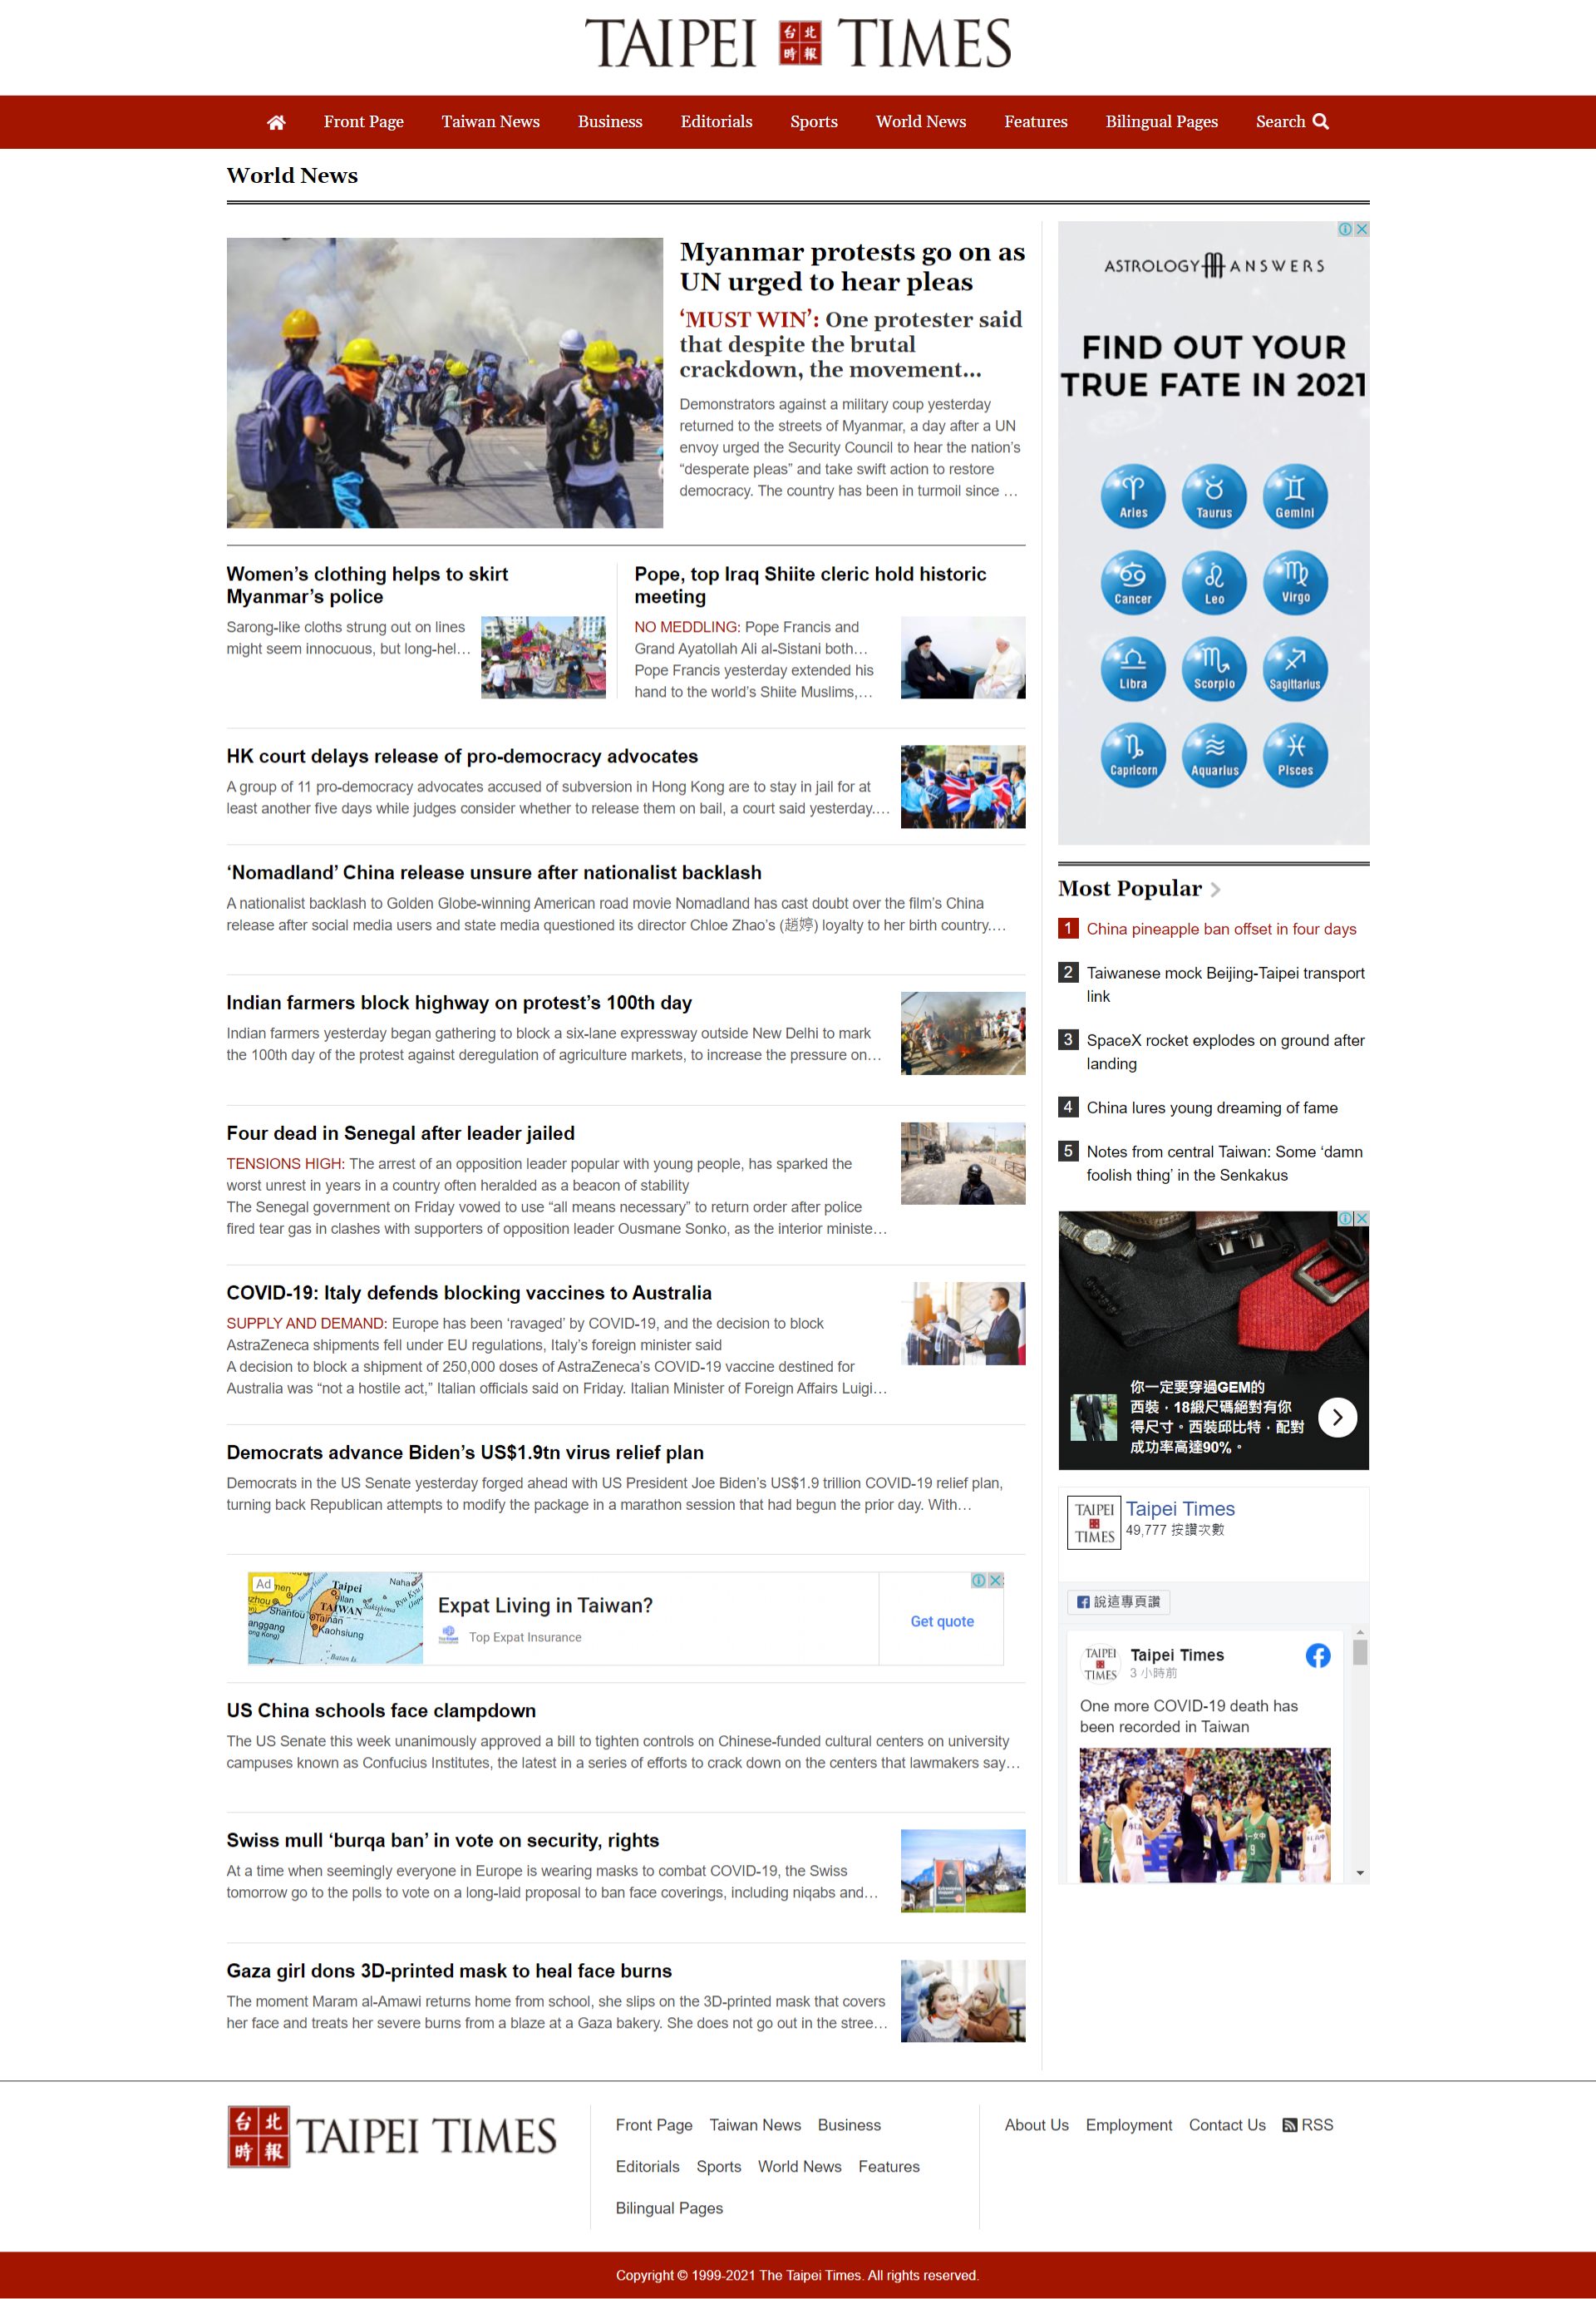 TAIPEI 台北時報 TIMES
Front Page Taiwan News Business Editorials Sports World News Features Bilingual Pages Search
World News
Myanmar protests go on as
UN urged to hear pleas
‘MUST WIN’: One protester said
that despite the brutal
crackdown, the movement...
Demonstrators against a military coup yesterday
returned to the streets of Myanmar, a day after a UN
envoy urged the Security Council to hear the nation’s
“desperate pleas” and take swift action to restore
democracy. The country has been in turmoil since …
Women’s clothing helps to skirt
Myanmar’s police
Sarong-like cloths strung out on lines
might seem innocuous, but long-hel…
Pope, top Iraq Shiite cleric hold historic
meeting
NO MEDDLING: Pope Francis and
Grand Ayatollah Ali al-Sistani both…
Pope Francis yesterday extended his
hand to the world’s Shiite Muslims,…
HK court delays release of pro-democracy advocates
A group of 11 pro-democracy advocates accused of subversion in Hong Kong are to stay in jail for at
least another five days while judges consider whether to release them on bail, a court said yesterday.…
‘Nomadland’ China release unsure after nationalist backlash
A nationalist backlash to Golden Globe-winning American road movie Nomadland has cast doubt over the film’s China
release after social media users and state media questioned its director Chloe Zhao’s (趙婷) loyalty to her birth country.…
Indian farmers block highway on protest’s 100th day
Indian farmers yesterday began gathering to block a six-lane expressway outside New Delhi to mark
the 100th day of the protest against deregulation of agriculture markets, to increase the pressure on…
Four dead in Senegal after leader jailed
TENSIONS HIGH: The arrest of an opposition leader popular with young people, has sparked the
worst unrest in years in a country often heralded as a beacon of stability
The Senegal government on Friday vowed to use “all means necessary” to return order after police
fired tear gas in clashes with supporters of opposition leader Ousmane Sonko, as the interior ministe…
COVID-19: Italy defends blocking vaccines to Australia
SUPPLY AND DEMAND: Europe has been ‘ravaged’ by COVID-19, and the decision to block
AstraZeneca shipments fell under EU regulations, Italy’s foreign minister said
A decision to block a shipment of 250,000 doses of AstraZeneca’s COVID-19 vaccine destined for
Australia was “not a hostile act,” Italian officials said on Friday. Italian Minister of Foreign Affairs Luigi…
Democrats advance Biden’s US$1.9tn virus relief plan
Democrats in the US Senate yesterday forged ahead with US President Joe Biden’s US$1.9 trillion COVID-19 relief plan,
turning back Republican attempts to modify the package in a marathon session that had begun the prior day. With…
Ad
Taipei
Naha
Ilan
TAIWAN
Shantou
Tainan
Kaohsiung
Batan Is.
Expat Living in Taiwan?
Top Expat Insurance
Get quote
US China schools face clampdown
The US Senate this week unanimously approved a bill to tighten controls on Chinese-funded cultural centers on university
campuses known as Confucius Institutes, the latest in a series of efforts to crack down on the centers that lawmakers say…
Swiss mull ‘burqa ban’ in vote on security, rights
At a time when seemingly everyone in Europe is wearing masks to combat COVID-19, the Swiss
tomorrow go to the polls to vote on a long-laid proposal to ban face coverings, including niqabs and…
Gaza girl dons 3D-printed mask to heal face burns
The moment Maram al-Amawi returns home from school, she slips on the 3D-printed mask that covers
her face and treats her severe burns from a blaze at a Gaza bakery. She does not go out in the stree…
ASTROLOGY ANSWERS
FIND OUT YOUR
TRUE FATE IN 2021
Aries Taurus Gemini
Cancer Leo Virgo
Libra Scorpio Sagittarius
Capricorn Aquarius Pisces
Most Popular
1 China pineapple ban offset in four days
2 Taiwanese mock Beijing-Taipei transport
link
3 SpaceX rocket explodes on ground after
landing
4 China lures young dreaming of fame
5 Notes from central Taiwan: Some ‘damn
foolish thing’ in the Senkakus
你一定要穿過GEM的
西裝．18緞尺碼絕對有你
得尺寸。西裝邱比特．配對
成功率高達90%。
TAIPEI
TIMES
Taipei Times
49,777 按讚次數
說這專頁讚
TAIPEI
TIMES
Taipei Times
3 小時前
One more COVID-19 death has
been recorded in Taiwan
台北時報 TAIPEI TIMES
Front Page Taiwan News Business
Editorials Sports World News Features
Bilingual Pages
About Us Employment Contact Us RSS
Copyright © 1999-2021 The Taipei Times. All rights reserved.